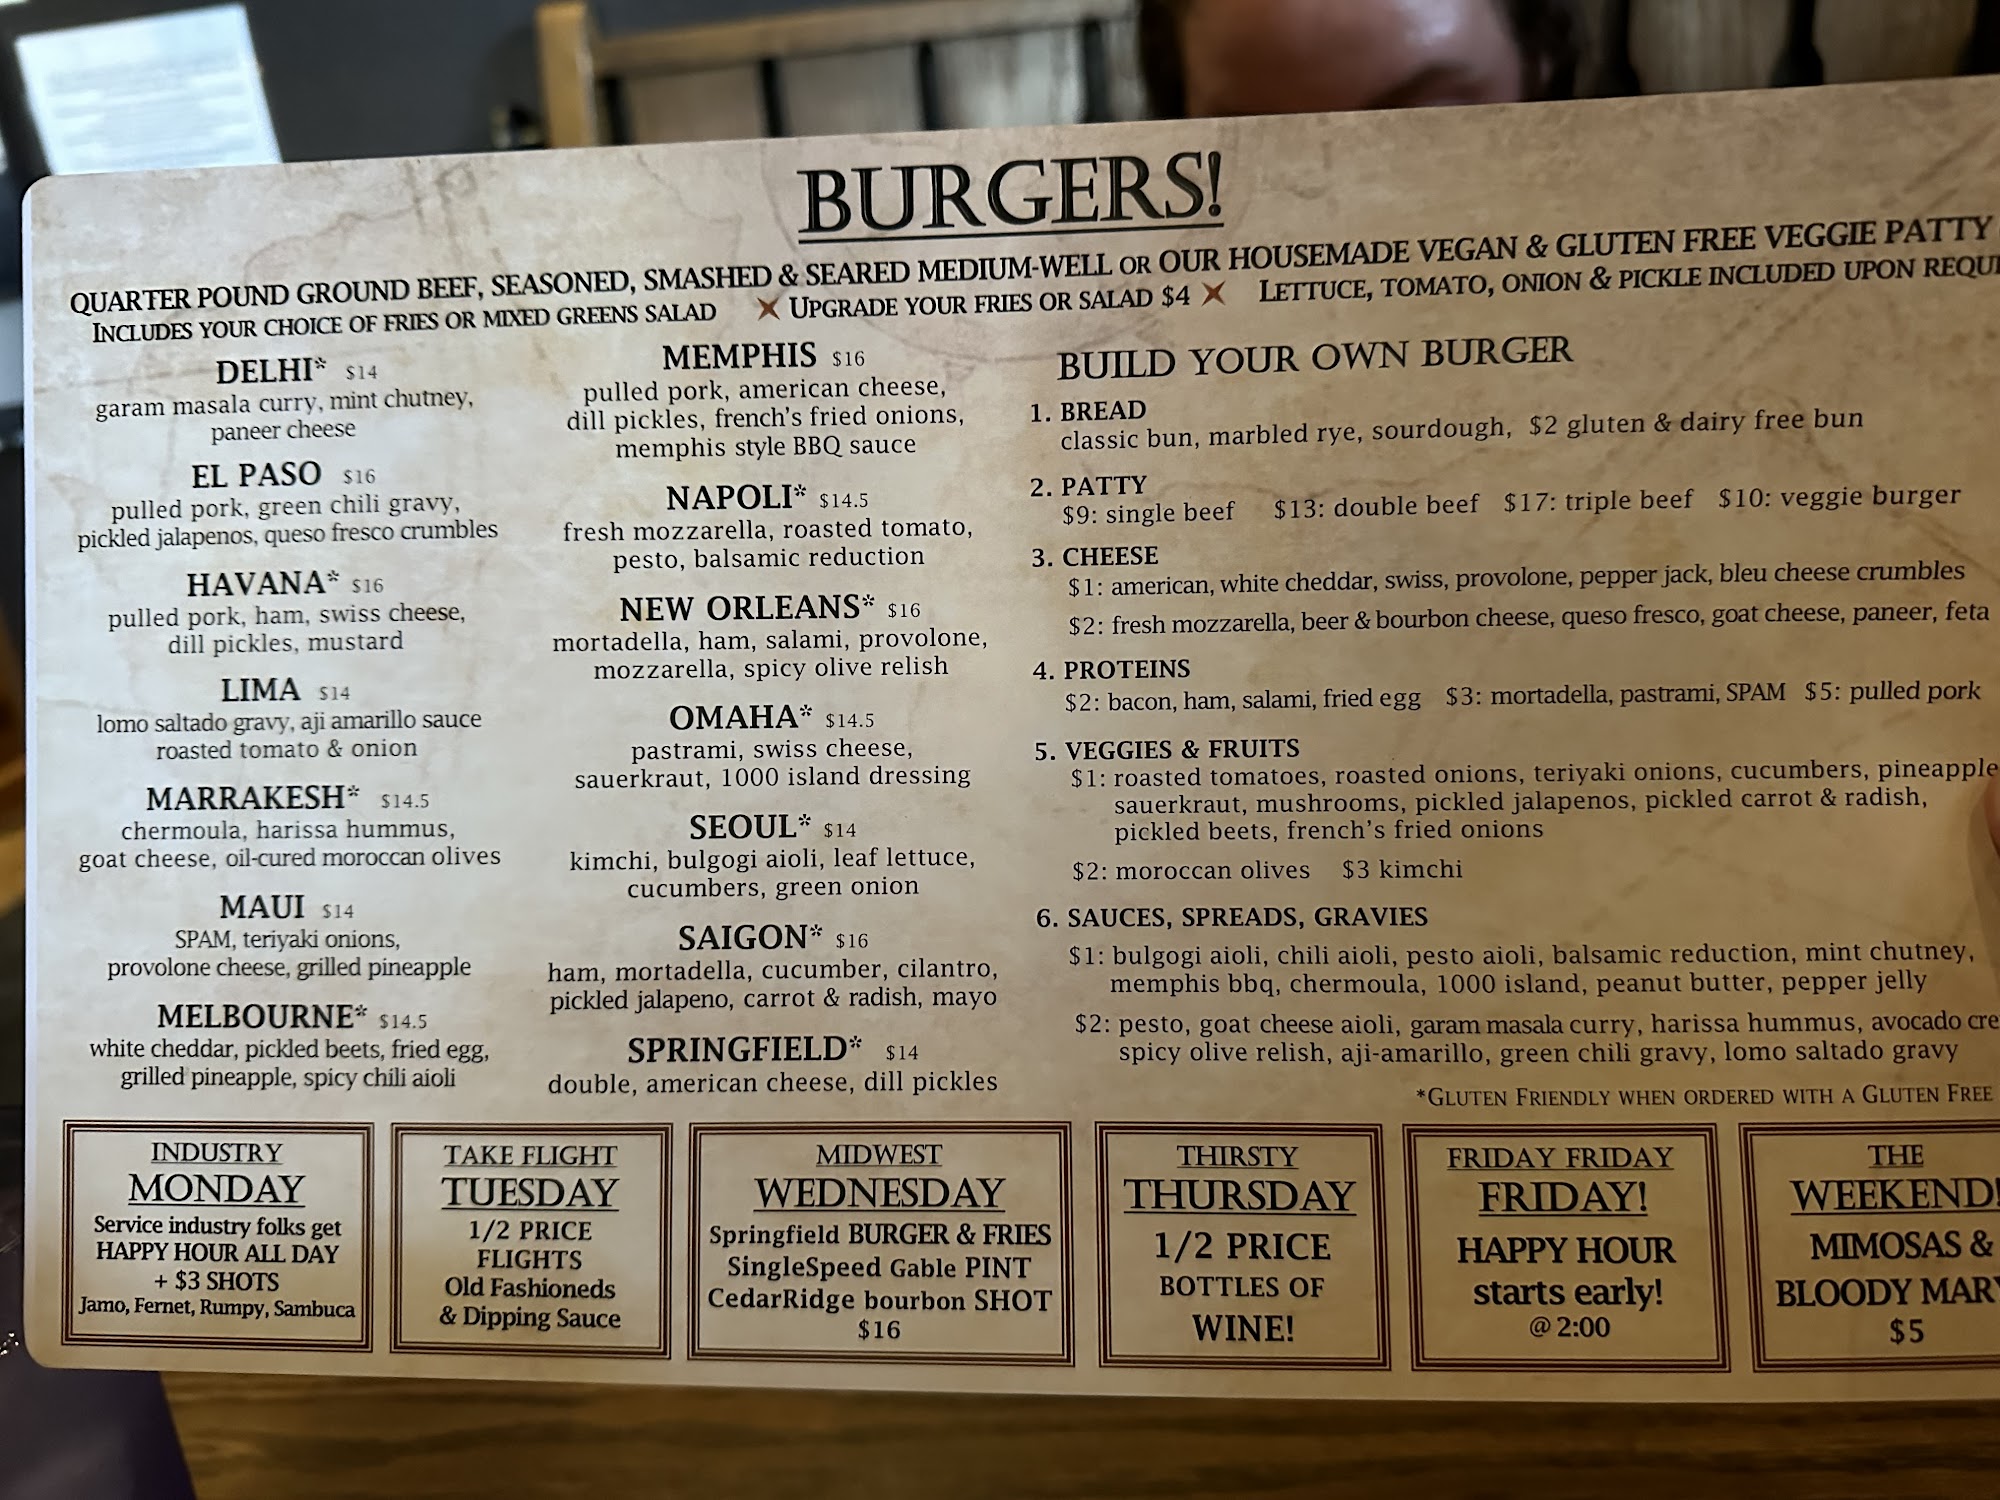 BURGERS!
QUARTER POUND GROUND BEEF, SEASONED, SMASHED & SEARED MEDIUM-WELL OR OUR HOUSEMADE VEGAN & GLUTEN FREE VEGGIE PATTY
INCLUDES YOUR CHOICE OF FRIES OR MIXED GREENS SALAD X UPGRADE YOUR FRIES OR SALAD $4 X LETTUCE, TOMATO, ONION & PICKLE INCLUDED UPON REQU
DELHI* $14
garam masala curry, mint chutney,
paneer cheese
EL PASO $16
pulled pork, green chili gravy,
pickled jalapenos, queso fresco crumbles
HAVANA* $16
pulled pork, ham, swiss cheese,
dill pickles, mustard
LIMA $14
lomo saltado gravy, aji amarillo sauce
roasted tomato & onion
MARRAKESH* $14.5
chermoula, harissa hummus,
goat cheese, oil-cured moroccan olives
MAUI $14
SPAM, teriyaki onions,
provolone cheese, grilled pineapple
MELBOURNE* $14.5
white cheddar, pickled beets, fried egg,
grilled pineapple, spicy chili aioli
MEMPHIS $16
pulled pork, american cheese,
dill pickles, french's fried onions,
memphis style BBQ sauce
NAPOLI* $14.5
fresh mozzarella, roasted tomato,
pesto, balsamic reduction
NEW ORLEANS* $16
mortadella, ham, salami, provolone,
mozzarella, spicy olive relish
OMAHA* $14.5
pastrami, swiss cheese,
sauerkraut, 1000 island dressing
SEOUL* $14
kimchi, bulgogi aioli, leaf lettuce,
cucumbers, green onion
SAIGON* $16
ham, mortadella, cucumber, cilantro,
pickled jalapeno, carrot & radish, mayo
SPRINGFIELD* $14
double, american cheese, dill pickles
BUILD YOUR OWN BURGER
1. BREAD
classic bun, marbled rye, sourdough, $2 gluten & dairy free bun
2. PATTY
$9: single beef $13: double beef $17: triple beef $10: veggie burger
3. CHEESE
$1: american, white cheddar, swiss, provolone, pepper jack, bleu cheese crumbles
$2: fresh mozzarella, beer & bourbon cheese, queso fresco, goat cheese, paneer, feta
4. PROTEINS
$2: bacon, ham, salami, fried egg $3: mortadella, pastrami, SPAM $5: pulled pork
5. VEGGIES & FRUITS
$1: roasted tomatoes, roasted onions, teriyaki onions, cucumbers, pineapple
sauerkraut, mushrooms, pickled jalapenos, pickled carrot & radish,
pickled beets, french's fried onions
$2: moroccan olives $3 kimchi
6. SAUCES, SPREADS, GRAVIES
$1: bulgogi aioli, chili aioli, pesto aioli, balsamic reduction, mint chutney,
memphis bbq, chermoula, 1000 island, peanut butter, pepper jelly
$2: pesto, goat cheese aioli, garam masala curry, harissa hummus, avocado cre
spicy olive relish, aji-amarillo, green chili gravy, lomo saltado gravy
*GLUTEN FRIENDLY WHEN ORDERED WITH A GLUTEN FREE
INDUSTRY
MONDAY
Service industry folks get
HAPPY HOUR ALL DAY
+ $3 SHOTS
Jamo, Fernet, Rumpy, Sambuca
TAKE FLIGHT
TUESDAY
1/2 PRICE
FLIGHTS
Old Fashioneds
& Dipping Sauce
MIDWEST
WEDNESDAY
Springfield BURGER & FRIES
SingleSpeed Gable PINT
CedarRidge bourbon SHOT
$16
THIRSTY
THURSDAY
1/2 PRICE
BOTTLES OF
WINE!
FRIDAY FRIDAY
FRIDAY!
HAPPY HOUR
starts early!
@ 2:00
THE
WEEKEND!
MIMOSAS &
BLOODY MARY
$5